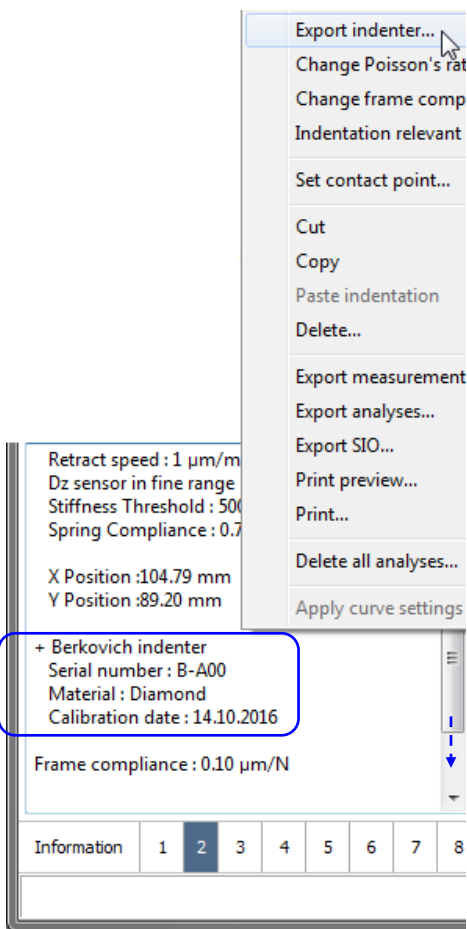 Export indenter...
Change Poisson's rat
Change frame comp
Indentation relevant
Set contact point...
Cut
Copy
Paste indentation
Delete...
Export measurement
Export analyses...
Export SIO...
Print preview...
Print...
Delete all analyses...
Apply curve settings
Retract speed : 1 µm/m
Dz sensor in fine range
Stiffness Threshold : 500
Spring Compliance : 0.7
X Position :104.79 mm
Y Position :89.20 mm
+ Berkovich indenter
Serial number : B-A00
Material : Diamond
Calibration date : 14.10.2016
Frame compliance : 0.10 µm/N
Information 1 2 3 4 5 6 7 8